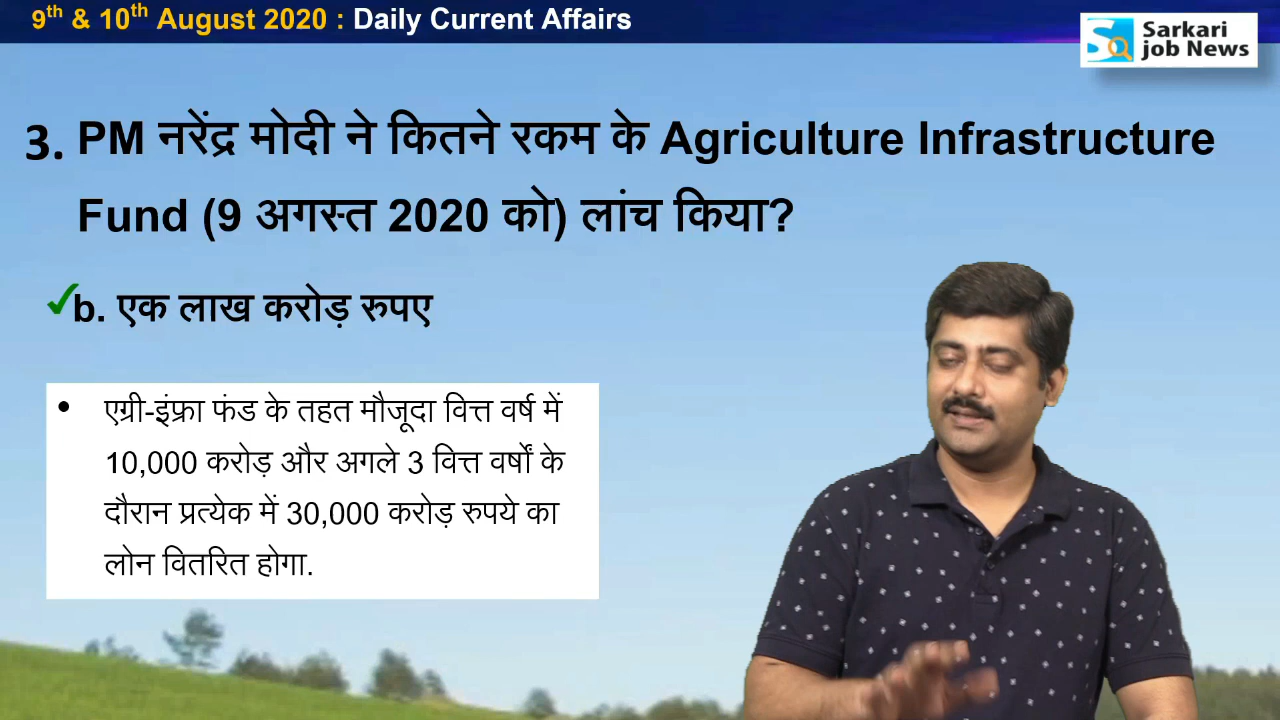 9th & 10th August 2020 : Daily Current Affairs
Sarkari
job News
3. PM नरेंद्र मोदी ने कितने रकम के Agriculture Infrastructure
Fund (9 अगस्त 2020 को) लांच किया?
✓b. एक लाख करोड़ रुपए
• एग्री-इंफ्रा फंड के तहत मौजूदा वित्त वर्ष में
10,000 करोड़ और अगले 3 वित्त वर्षों के
दौरान प्रत्येक में 30,000 करोड़ रुपये का
लोन वितरित होगा.